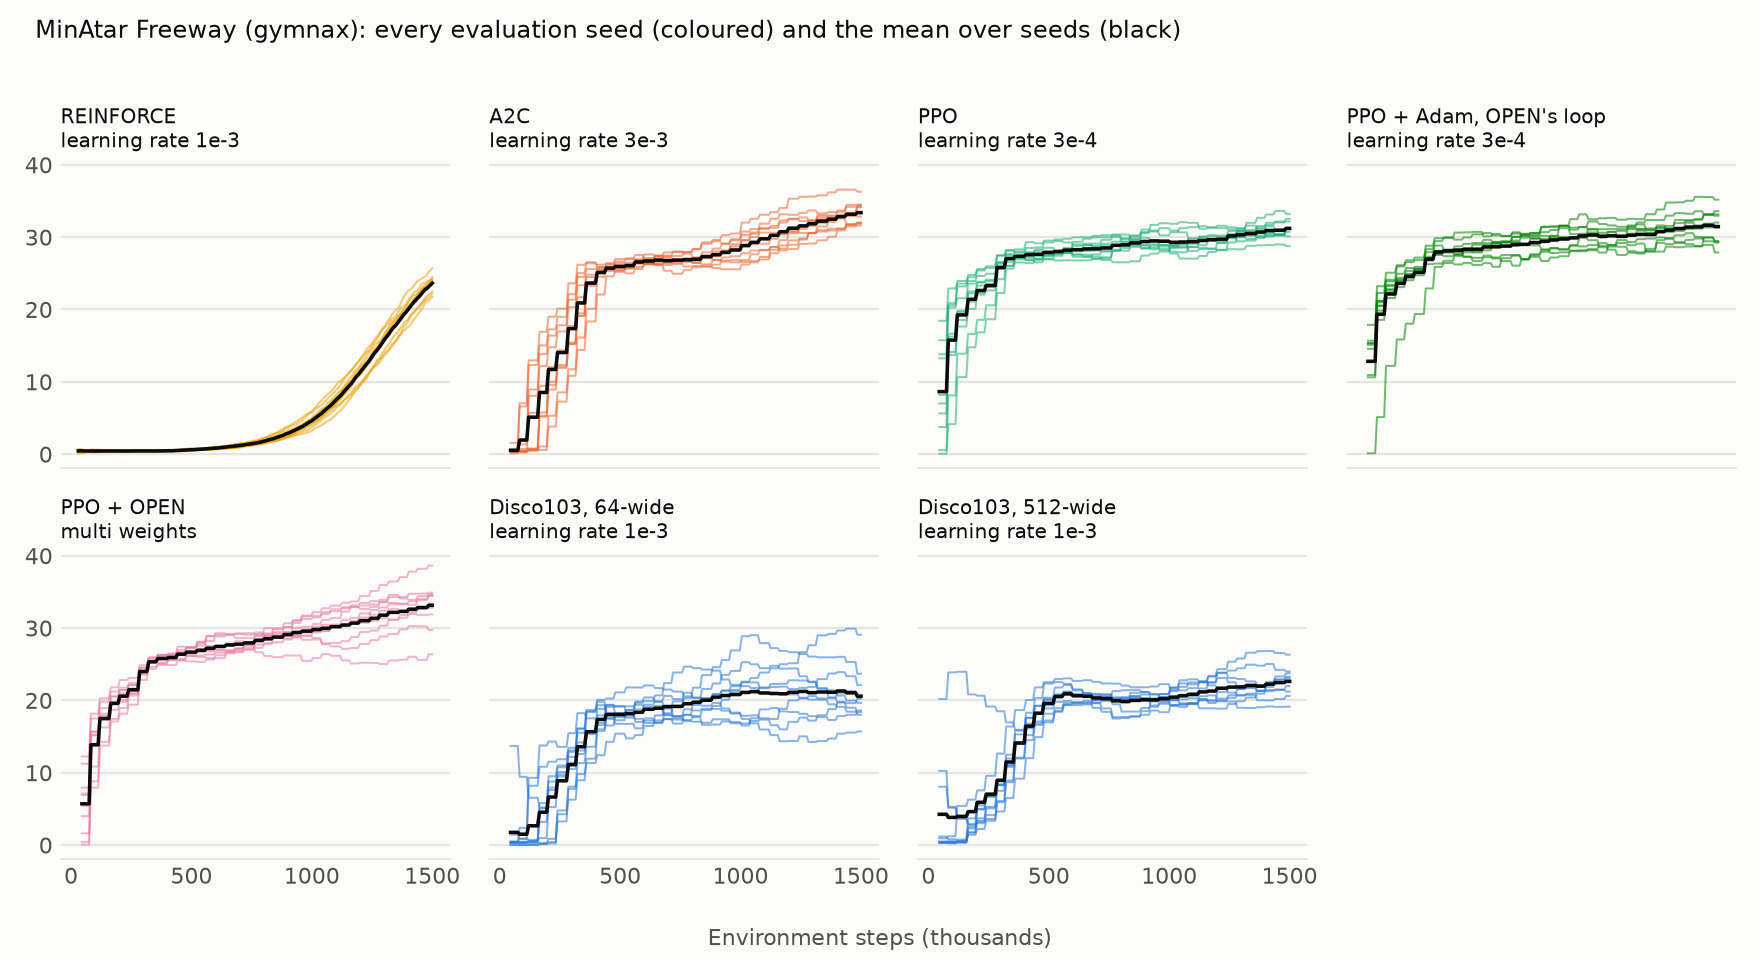 MinAtar Freeway (gymnax): every evaluation seed (coloured) and the mean over seeds (black)
REINFORCE
learning rate 1e-3
A2C
learning rate 3e-3
PPO
learning rate 3e-4
PPO + Adam, OPEN's loop
learning rate 3e-4
40
30
20
10
0
PPO + OPEN
multi weights
Disco103, 64-wide
learning rate 1e-3
Disco103, 512-wide
learning rate 1e-3
40
30
20
10
0
0 500 1000 1500
0 500 1000 1500
0 500 1000 1500
Environment steps (thousands)